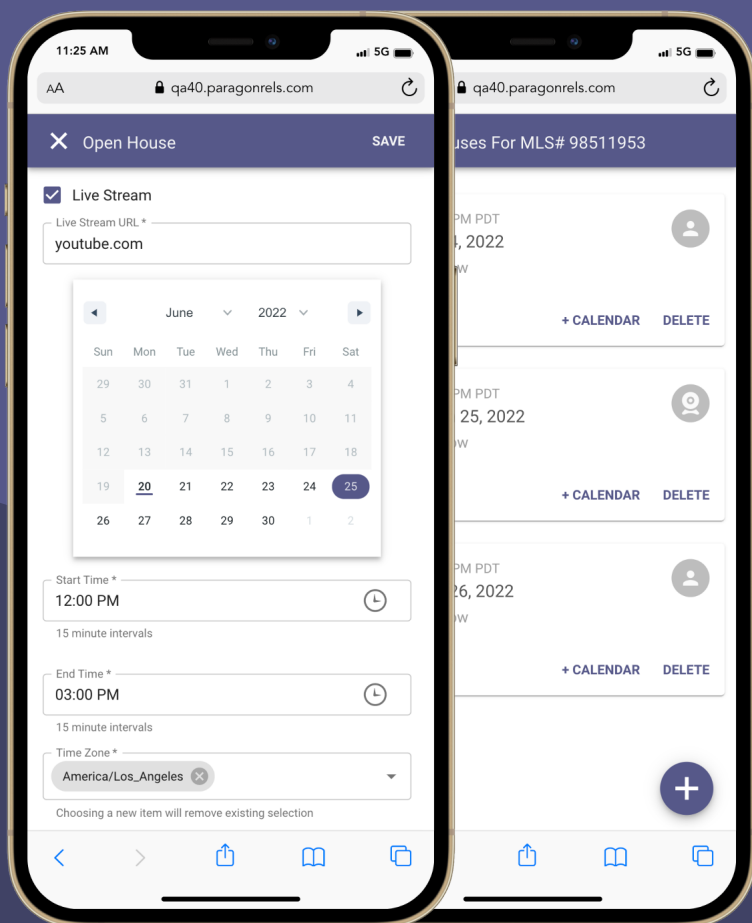 11:25 AM
5G
AA
qa40.paragonrels.com
Open House
SAVE
Live Stream
Live Stream URL *
youtube.com
June
2022
Sun Mon Tue Wed Thu Fri Sat
29 30 31 1 2 3 4
5 6 7 8 9 10 11
12 13 14 15 16 17 18
19 20 21 22 23 24 25
26 27 28 29 30 1 2
Start Time *
12:00 PM
15 minute intervals
End Time *
03:00 PM
15 minute intervals
Time Zone *
America/Los_Angeles
Choosing a new item will remove existing selection
5G
qa40.paragonrels.com
For MLS# 98511953
PM PDT
, 2022
+ CALENDAR DELETE
PM PDT
25, 2022
+ CALENDAR DELETE
PM PDT
26, 2022
+ CALENDAR DELETE